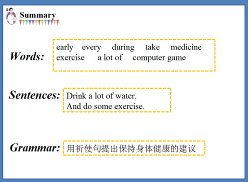 Summary
Words:
early every during take medicine
exercise a lot of computer game
Sentences:
Drink a lot of water.
And do some exercise.
Grammar:
用祈使句提出保持身体健康的建议